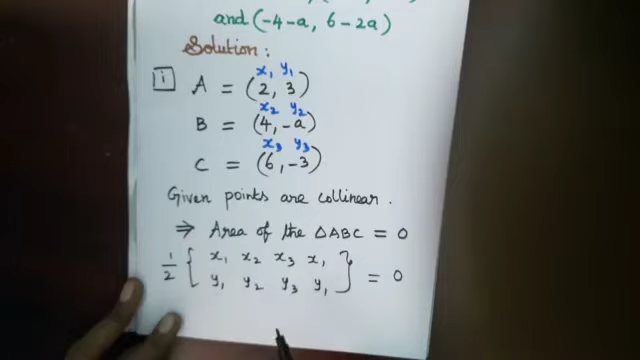 and (-4-a, 6-2a)
Solution:
i
x₁ y₁
A = (2, 3)
x₂ y₂
B = (4, -a)
x₃ y₃
C = (6, -3)
Given points are collinear.
⇒ Area of the △ABC = 0
1/2 { x₁ x₂ x₃ x₁
y₁ y₂ y₃ y₁ } = 0